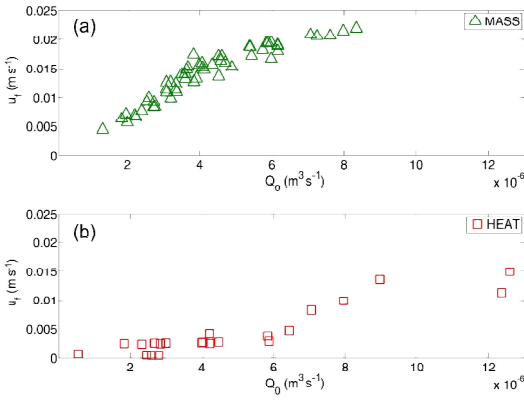 (a)
MASS
0.025
0.02
0.015
0.01
0.005
0
u_f (m s⁻¹)
2 4 6 8 10 12
x 10⁻⁶
Q_o (m³ s⁻¹)
(b)
HEAT
0.025
0.02
0.015
0.01
0.005
0
u_f (m s⁻¹)
2 4 6 8 10 12
x 10⁻⁶
Q_0 (m³ s⁻¹)